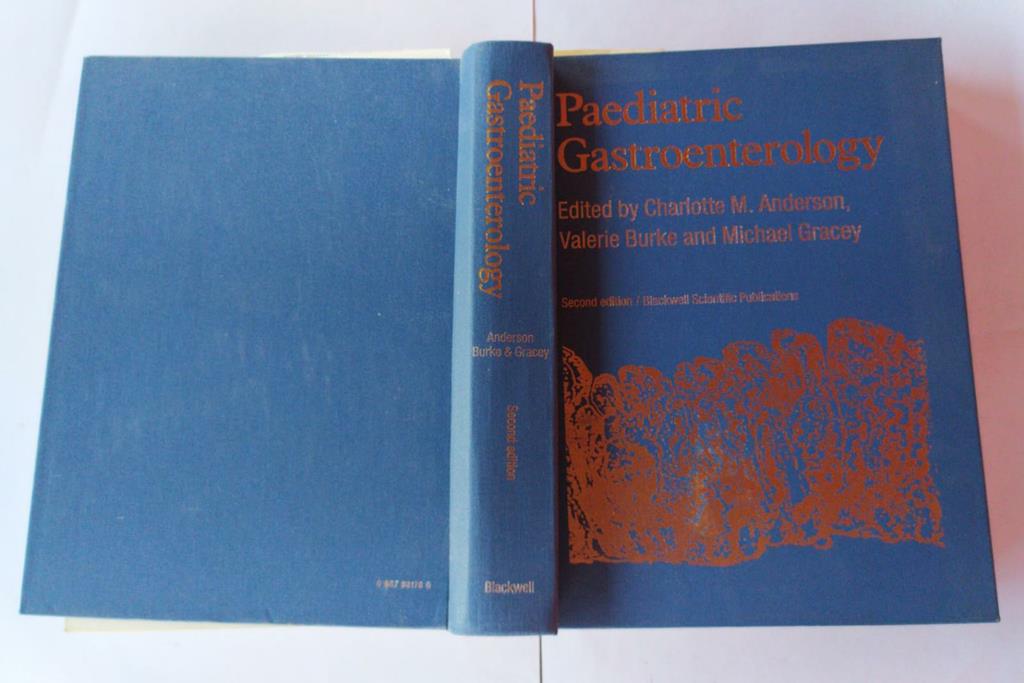 Paediatric
Gastroenterology
Anderson
Burke & Gracey
Second edition
Blackwell
Paediatric
Gastroenterology
Edited by Charlotte M. Anderson,
Valerie Burke and Michael Gracey
Second edition / Blackwell Scientific Publications